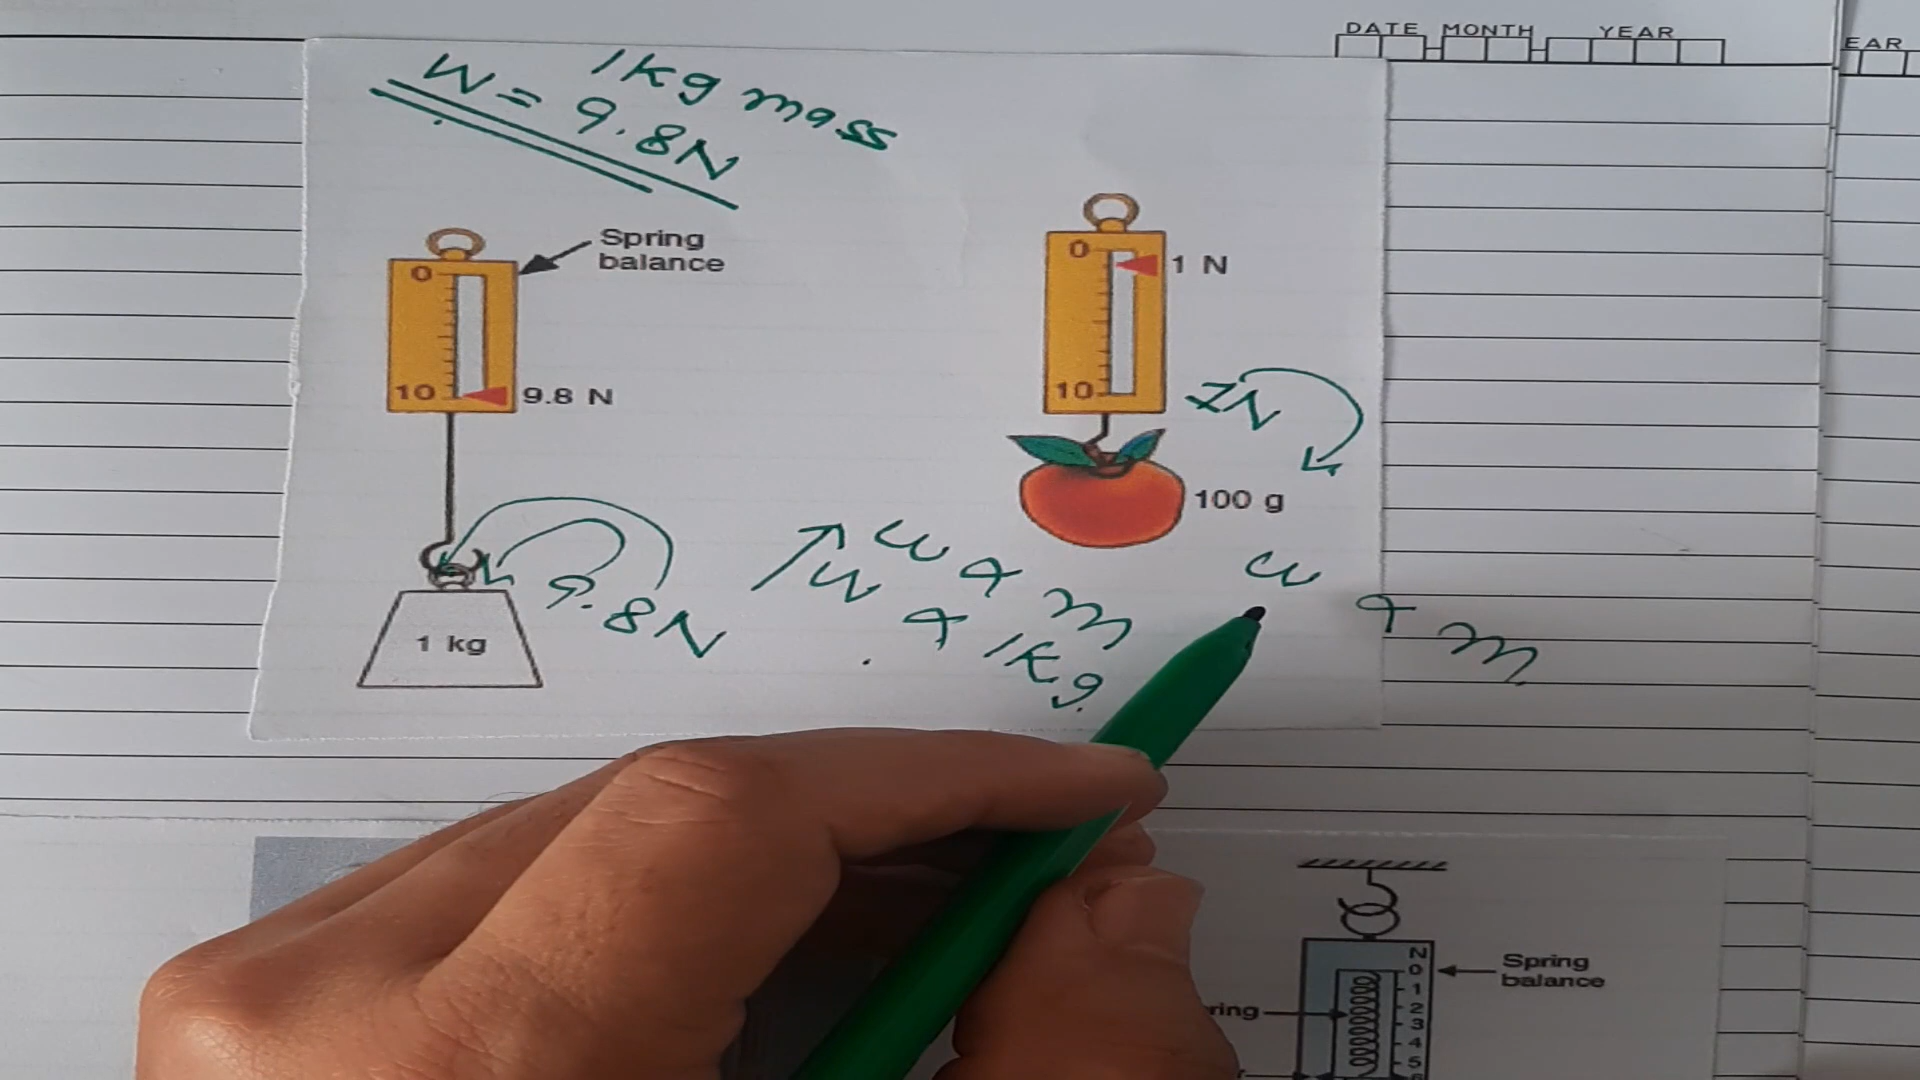 DATE MONTH YEAR
EAR
1kg mass
W = 9.8N
Spring
balance
0
10
9.8 N
1 kg
9.8N
0
1 N
10
1N
100 g
w α m
W α 1kg
w α m
N
0
1
2
3
4
5
Spring
balance
ring